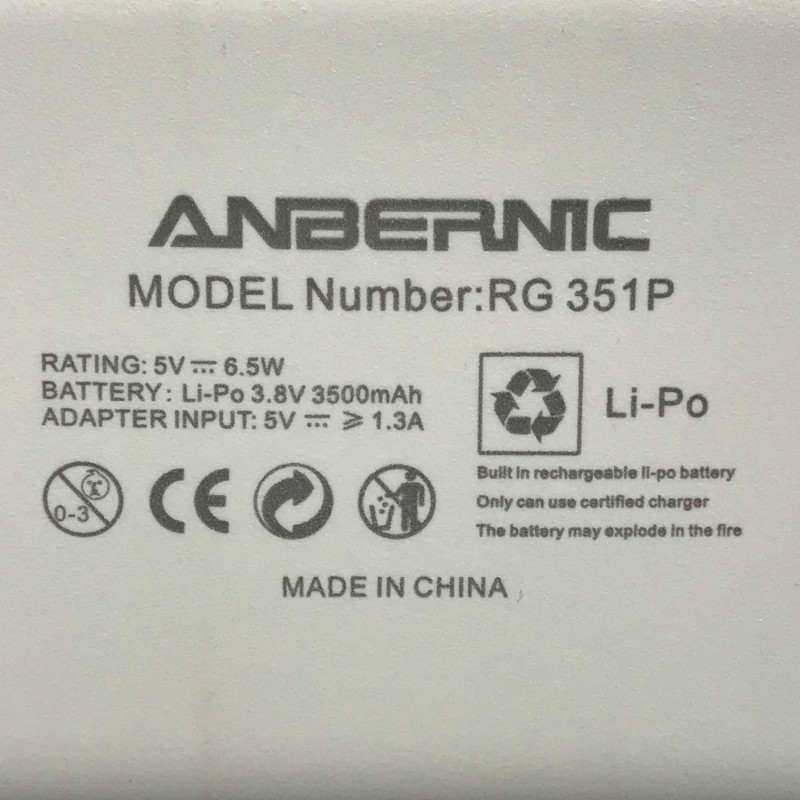 ANBERNIC
MODEL Number:RG 351P
RATING: 5V ⎓ 6.5W
BATTERY: Li-Po 3.8V 3500mAh
ADAPTER INPUT: 5V ⎓ ⩾ 1.3A
Li-Po
0-3
CE
Built in rechargeable li-po battery
Only can use certified charger
The battery may explode in the fire
MADE IN CHINA